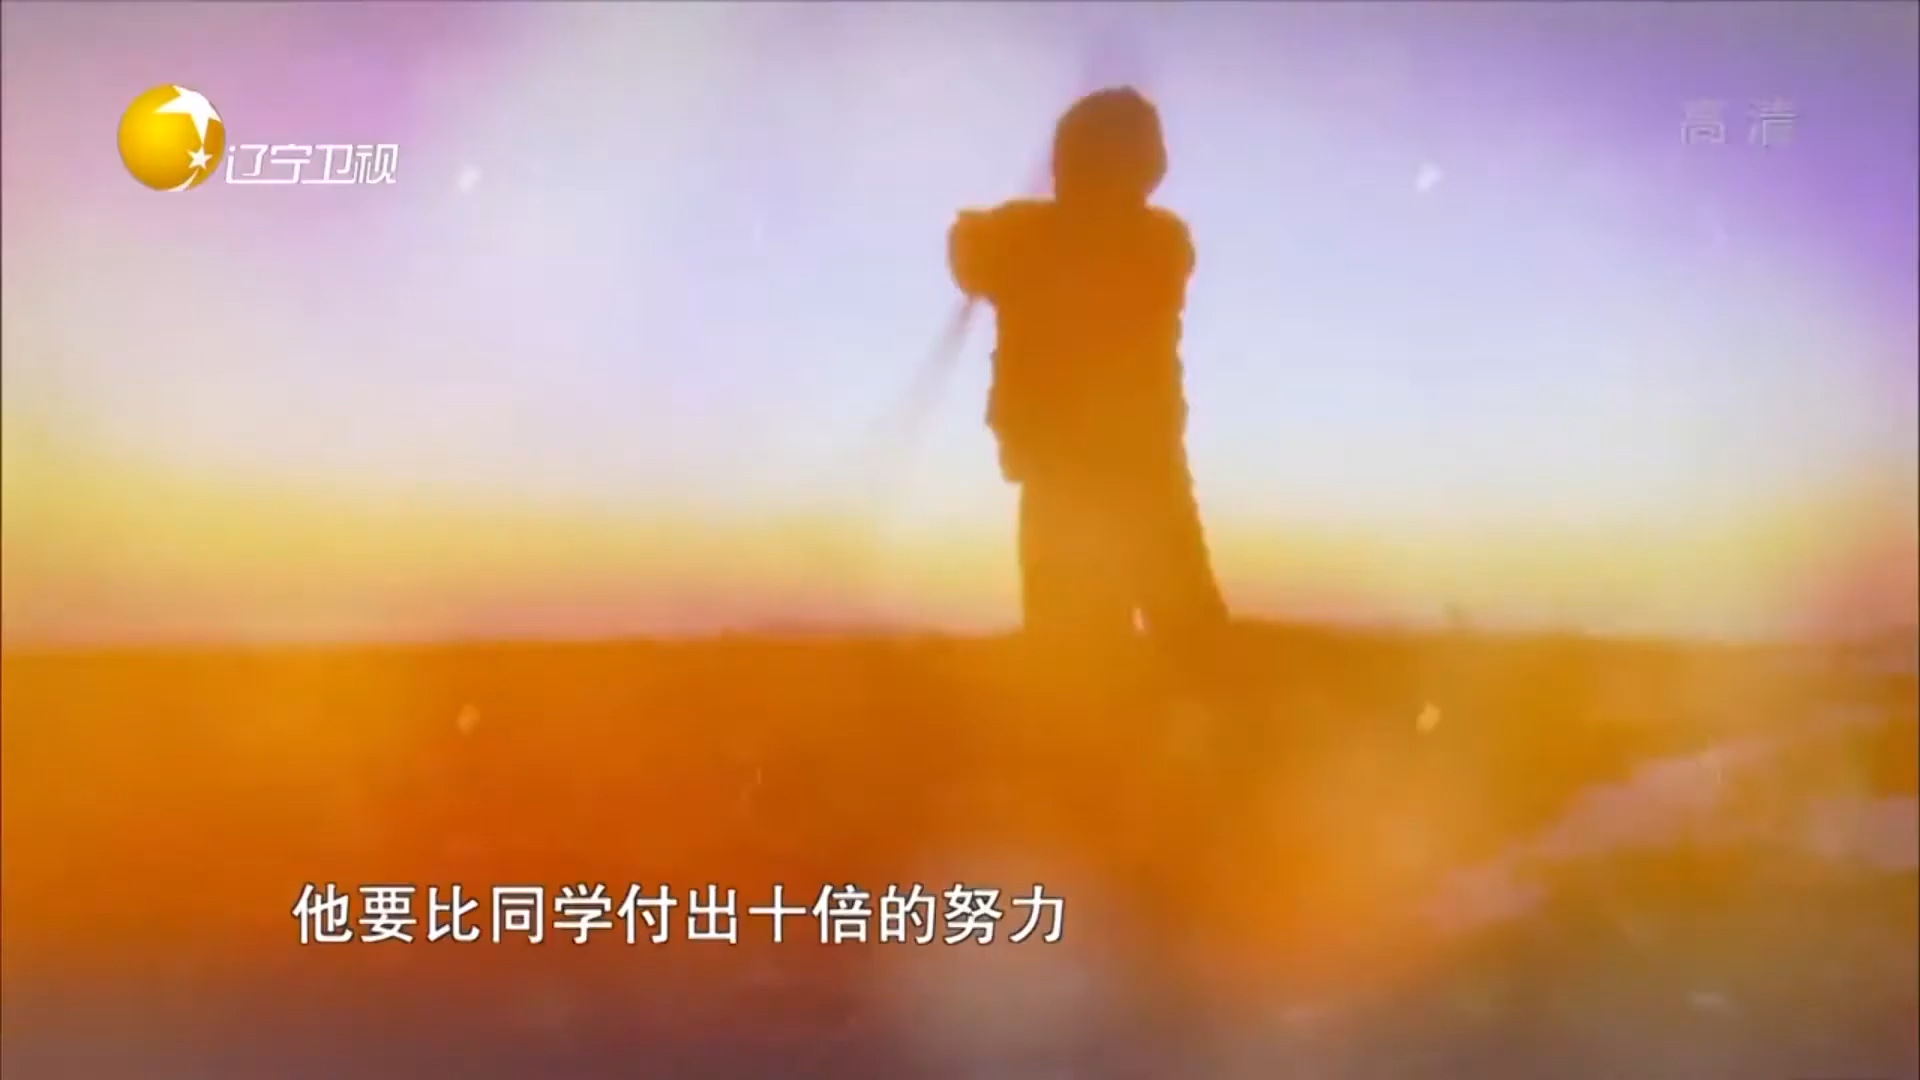 辽宁卫视
高清
他要比同学付出十倍的努力